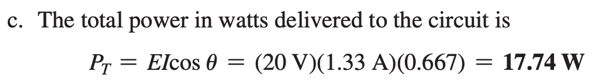 c. The total power in watts delivered to the circuit is
P_T = EI cos θ = (20 V)(1.33 A)(0.667) = 17.74 W